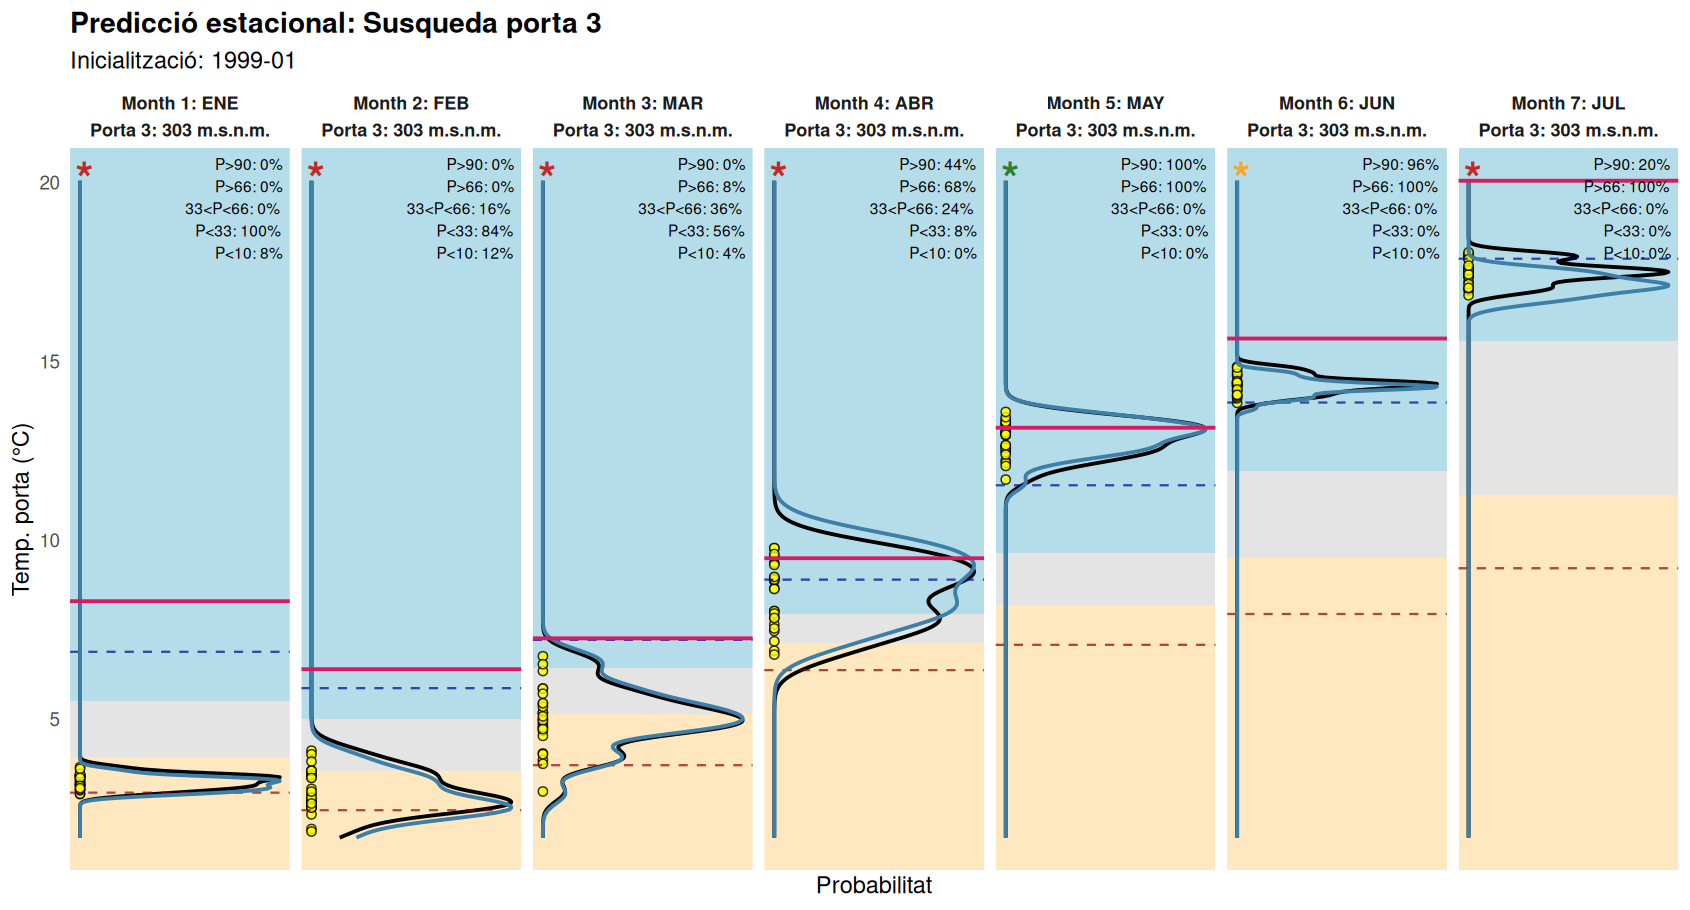 Predicció estacional: Susqueda porta 3
Inicialització: 1999-01
Month 1: ENE
Porta 3: 303 m.s.n.m.
Month 2: FEB
Porta 3: 303 m.s.n.m.
Month 3: MAR
Porta 3: 303 m.s.n.m.
Month 4: ABR
Porta 3: 303 m.s.n.m.
Month 5: MAY
Porta 3: 303 m.s.n.m.
Month 6: JUN
Porta 3: 303 m.s.n.m.
Month 7: JUL
Porta 3: 303 m.s.n.m.
*
P>90: 0%
P>66: 0%
33<P<66: 0%
P<33: 100%
P<10: 8%
*
P>90: 0%
P>66: 0%
33<P<66: 16%
P<33: 84%
P<10: 12%
*
P>90: 0%
P>66: 8%
33<P<66: 36%
P<33: 56%
P<10: 4%
*
P>90: 44%
P>66: 68%
33<P<66: 24%
P<33: 8%
P<10: 0%
*
P>90: 100%
P>66: 100%
33<P<66: 0%
P<33: 0%
P<10: 0%
*
P>90: 96%
P>66: 100%
33<P<66: 0%
P<33: 0%
P<10: 0%
*
P>90: 20%
P>66: 100%
33<P<66: 0%
P<33: 0%
P<10: 0%
20
15
10
5
Temp. porta (°C)
Probabilitat